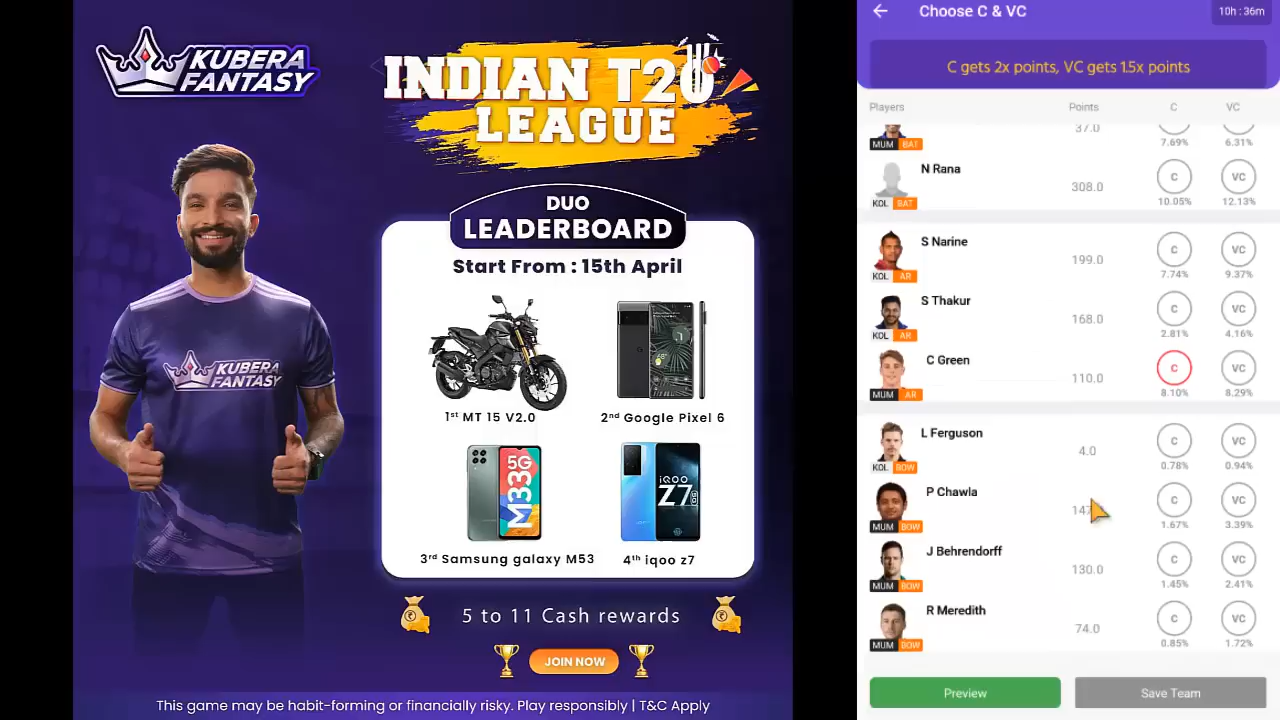 KUBERA
FANTASY
INDIAN T20
LEAGUE
DUO
LEADERBOARD
Start From : 15th April
1st MT 15 V2.0
2nd Google Pixel 6
5G
M33
iQOO
Z7
5G
3rd Samsung galaxy M53
4th iqoo z7
KUBERA
FANTASY
5 to 11 Cash rewards
JOIN NOW
This game may be habit-forming or financially risky. Play responsibly | T&C Apply
Choose C & VC
10h : 36m
C gets 2x points, VC gets 1.5x points
Players Points C VC
MUM BAT 37.0 7.69% 6.31%
N Rana
308.0 C VC
KOL BAT 10.05% 12.13%
S Narine
199.0 C VC
KOL AR 7.74% 9.37%
S Thakur
168.0 C VC
KOL AR 2.81% 4.16%
C Green
110.0 C VC
MUM AR 8.10% 8.29%
L Ferguson
4.0 C VC
KOL BOW 0.78% 0.94%
P Chawla
C VC
MUM BOW 1.67% 3.39%
J Behrendorff
130.0 C VC
MUM BOW 1.45% 2.41%
R Meredith
74.0 C VC
MUM BOW 0.85% 1.72%
Preview
Save Team